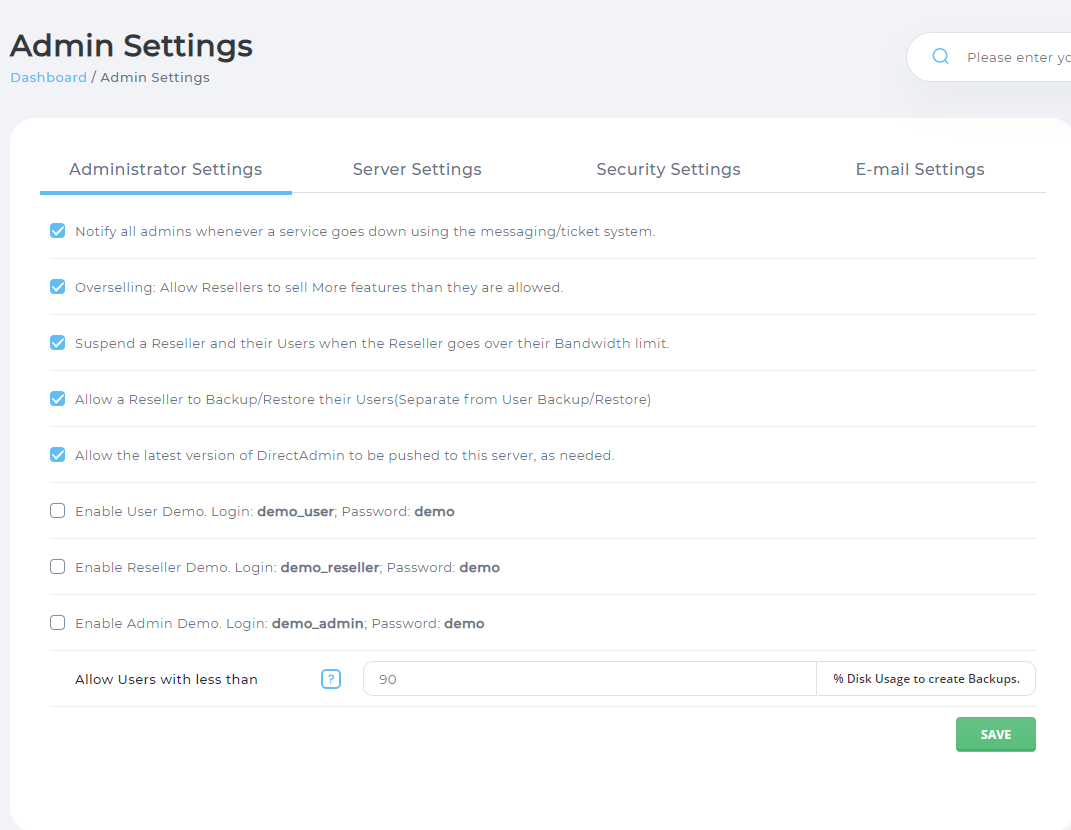 Admin Settings
Dashboard / Admin Settings
Please enter yo
Administrator Settings
Server Settings
Security Settings
E-mail Settings
Notify all admins whenever a service goes down using the messaging/ticket system.
Overselling: Allow Resellers to sell More features than they are allowed.
Suspend a Reseller and their Users when the Reseller goes over their Bandwidth limit.
Allow a Reseller to Backup/Restore their Users(Separate from User Backup/Restore)
Allow the latest version of DirectAdmin to be pushed to this server, as needed.
Enable User Demo. Login: demo_user; Password: demo
Enable Reseller Demo. Login: demo_reseller; Password: demo
Enable Admin Demo. Login: demo_admin; Password: demo
Allow Users with less than ? 90 % Disk Usage to create Backups.
SAVE